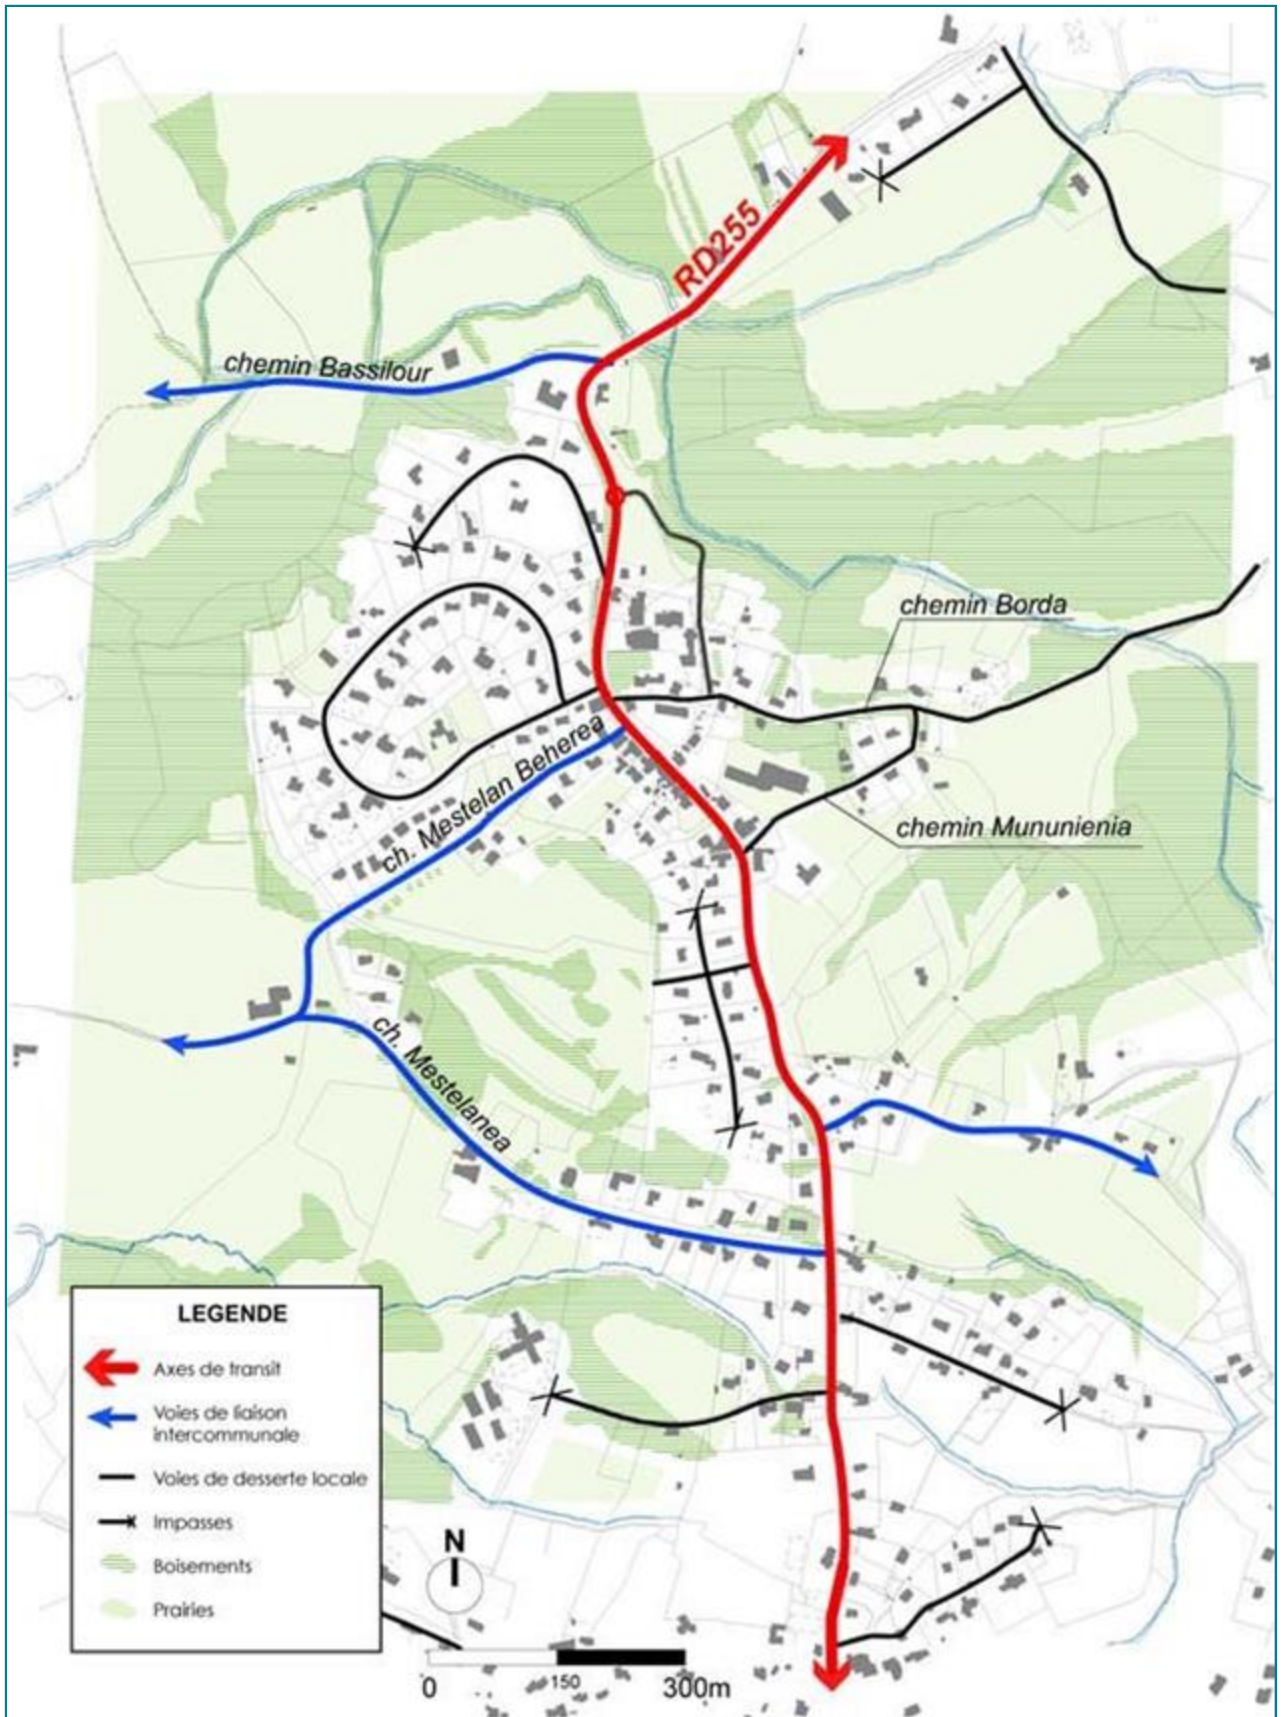 RD255
chemin Bassilour
chemin Borda
ch. Mestelan Beherea
chemin Mununienia
ch. Mestelanea
LEGENDE
Axes de transit
Voies de liaison
intercommunale
Voies de desserte locale
Impasses
Boisements
Prairies
N
0 150 300m